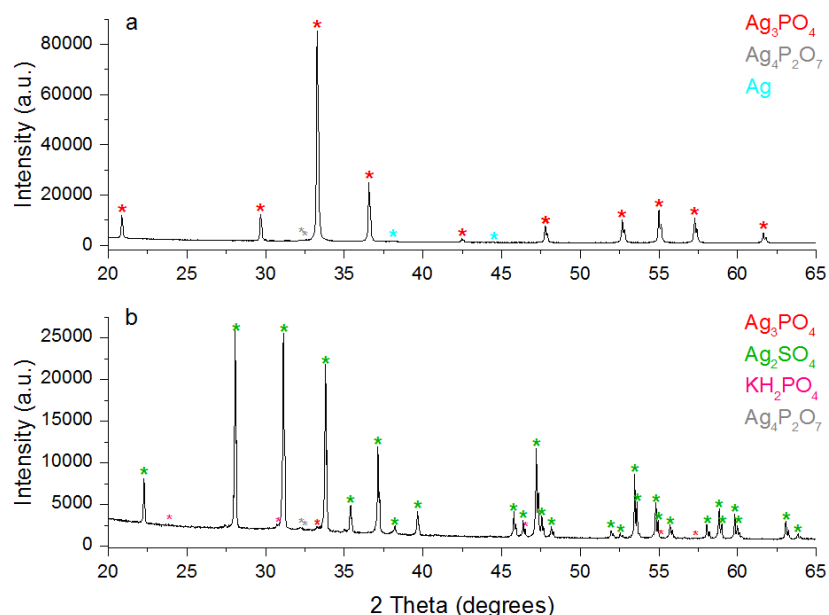 a
Ag₃PO₄
Ag₄P₂O₇
Ag
Intensity (a.u.)
80000
60000
40000
20000
0
20 25 30 35 40 45 50 55 60 65
b
Ag₃PO₄
Ag₂SO₄
KH₂PO₄
Ag₄P₂O₇
Intensity (a.u.)
25000
20000
15000
10000
5000
0
20 25 30 35 40 45 50 55 60 65
2 Theta (degrees)